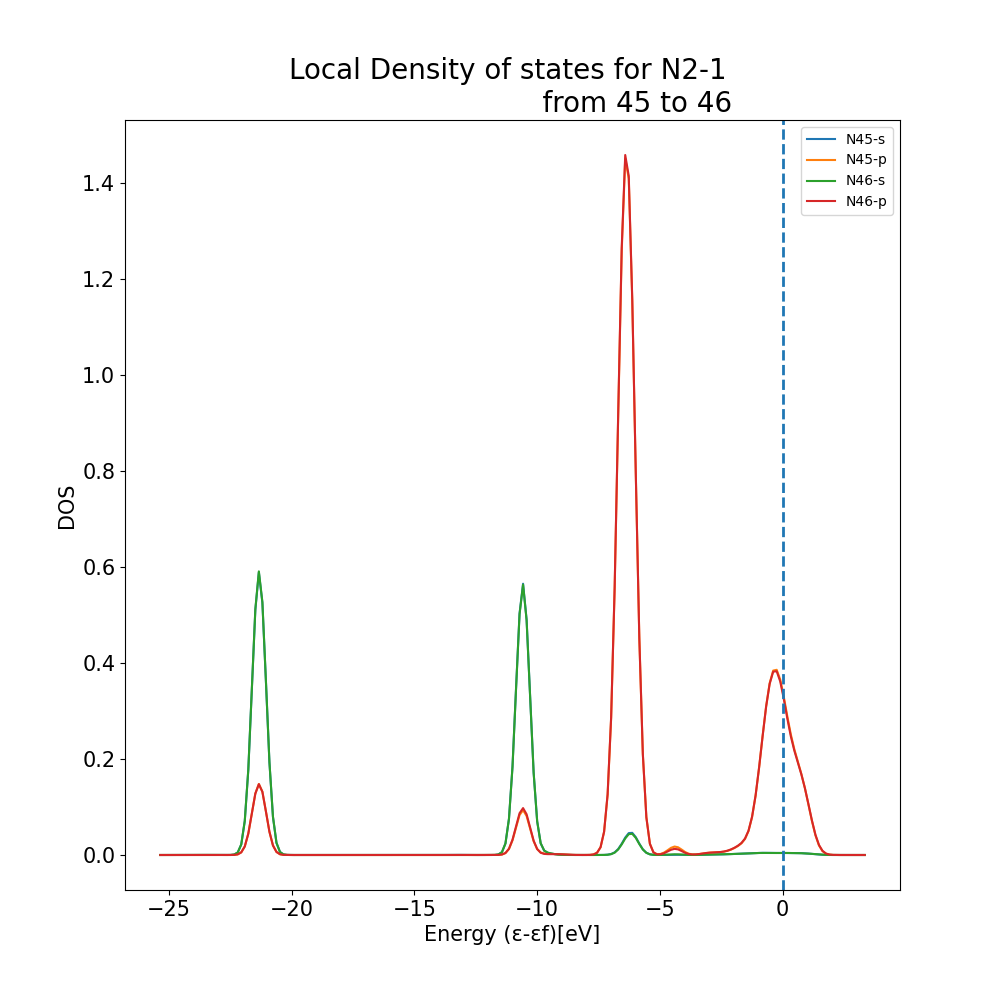 Local Density of states for N2-1
from 45 to 46
N45-s
N45-p
N46-s
N46-p
DOS
1.4
1.2
1.0
0.8
0.6
0.4
0.2
0.0
−25 −20 −15 −10 −5 0
Energy (ε-εf)[eV]